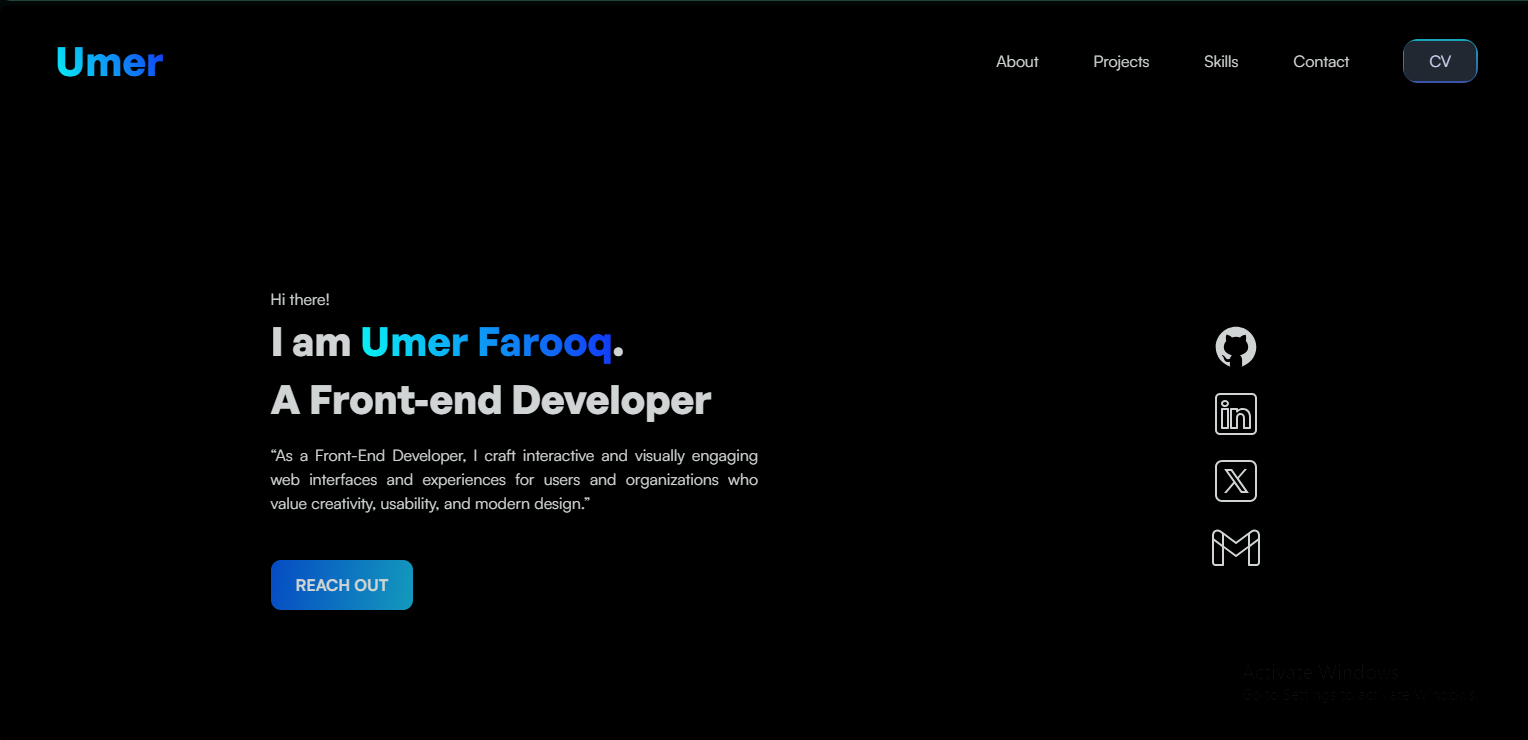 Umer
About
Projects
Skills
Contact
CV
Hi there!
I am Umer Farooq.
A Front-end Developer
“As a Front-End Developer, I craft interactive and visually engaging
web interfaces and experiences for users and organizations who
value creativity, usability, and modern design.”
REACH OUT
in
X
Activate Windows
Go to Settings to activate Windows.